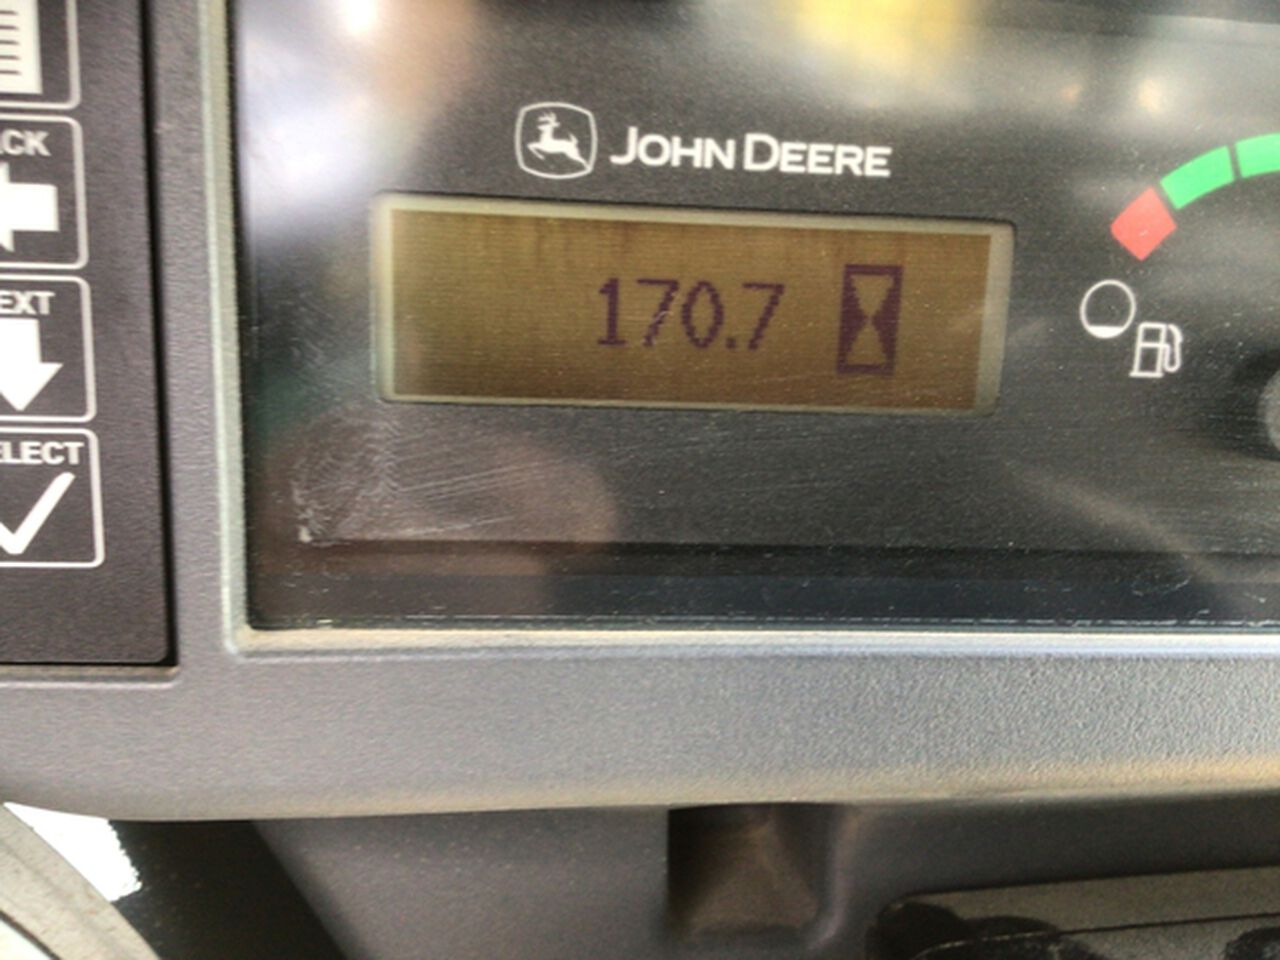 JOHN DEERE
170.7
ACK
EXT
ELECT